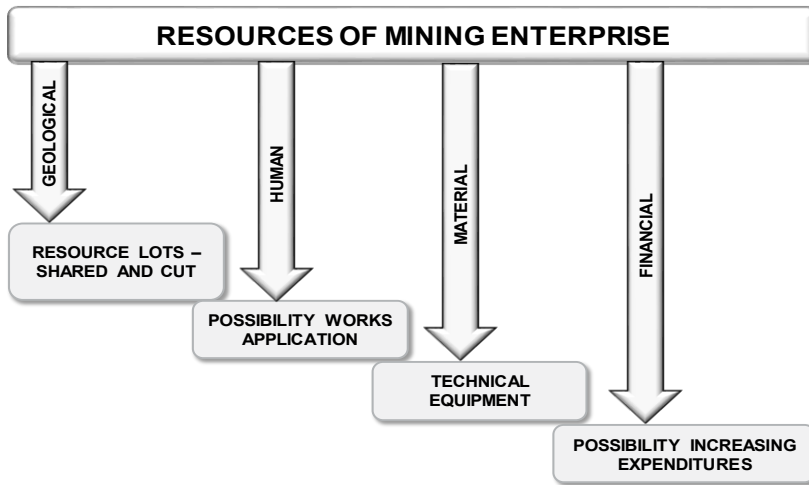 RESOURCES OF MINING ENTERPRISE
GEOLOGICAL
HUMAN
MATERIAL
FINANCIAL
RESOURCE LOTS –
SHARED AND CUT
POSSIBILITY WORKS
APPLICATION
TECHNICAL
EQUIPMENT
POSSIBILITY INCREASING
EXPENDITURES